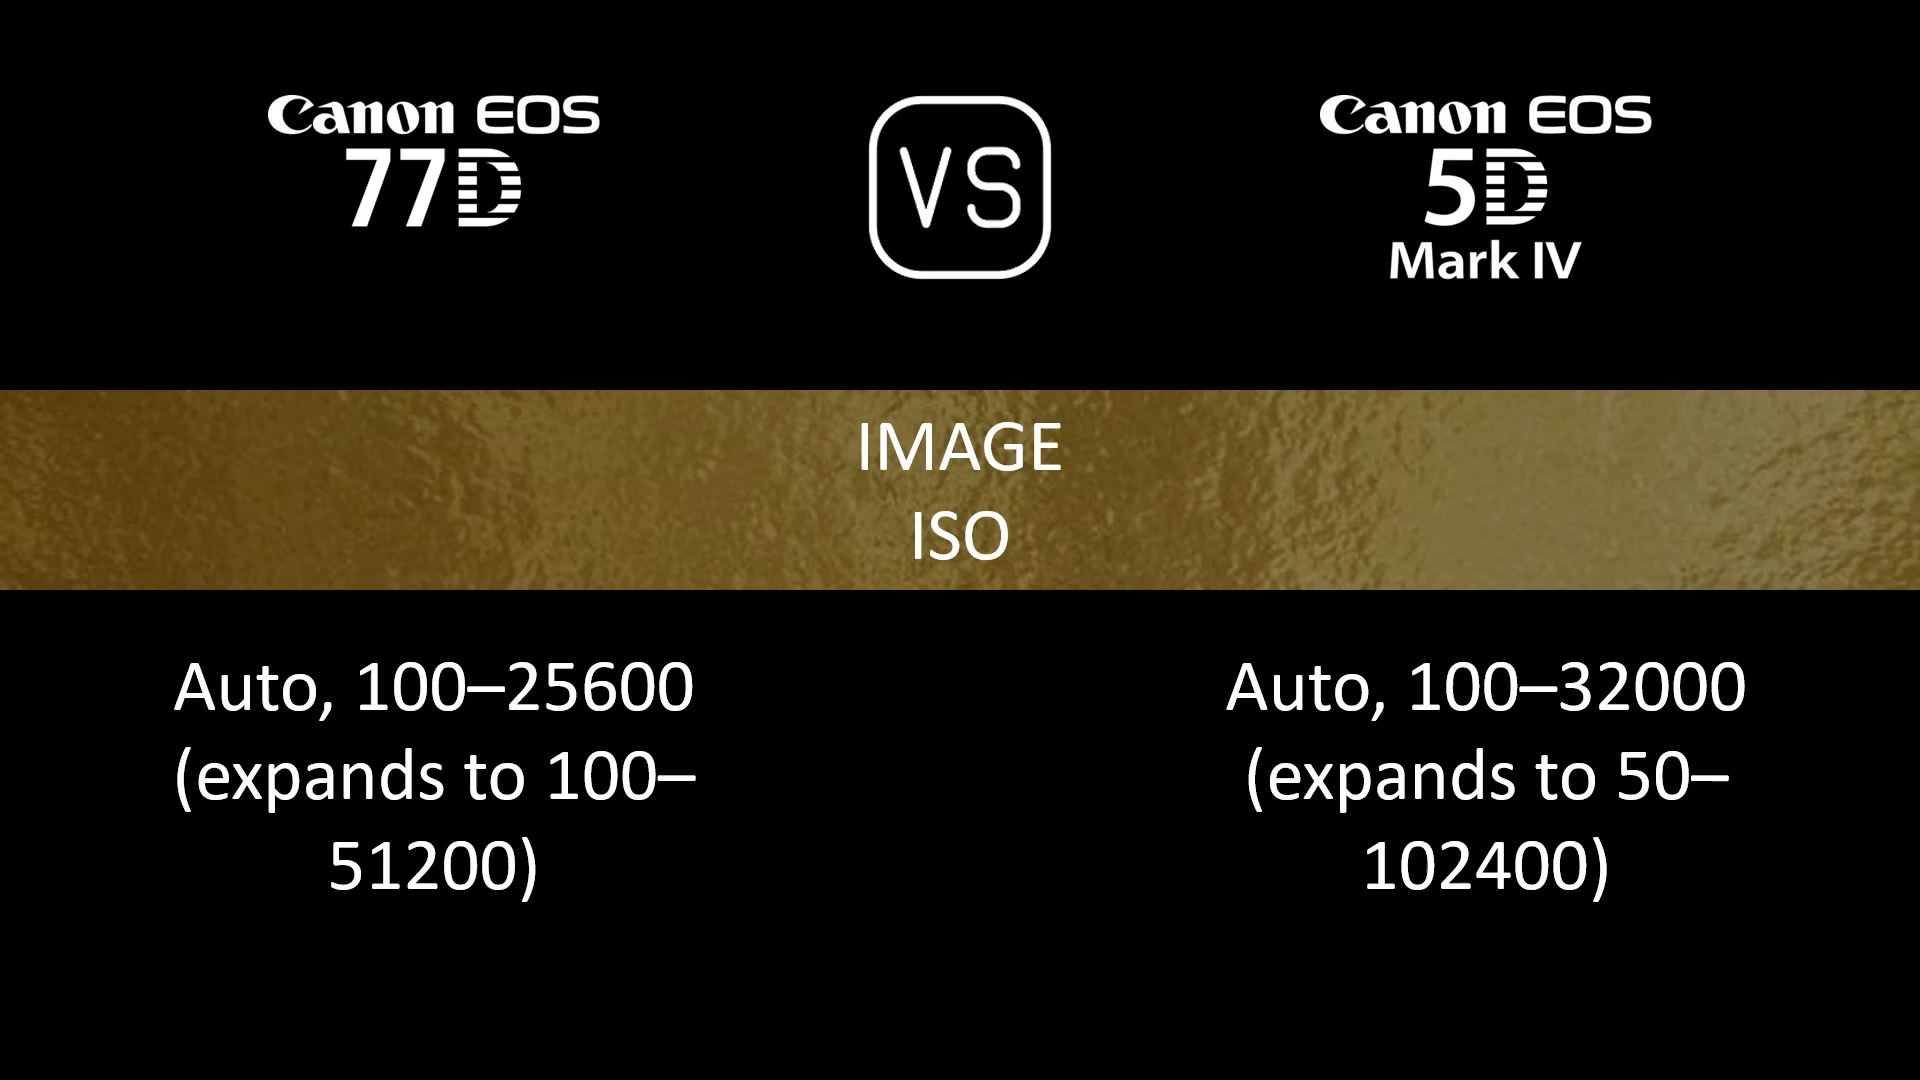 Canon EOS
77D
VS
Canon EOS
5D
Mark IV
IMAGE
ISO
Auto, 100–25600
(expands to 100–
51200)
Auto, 100–32000
(expands to 50–
102400)